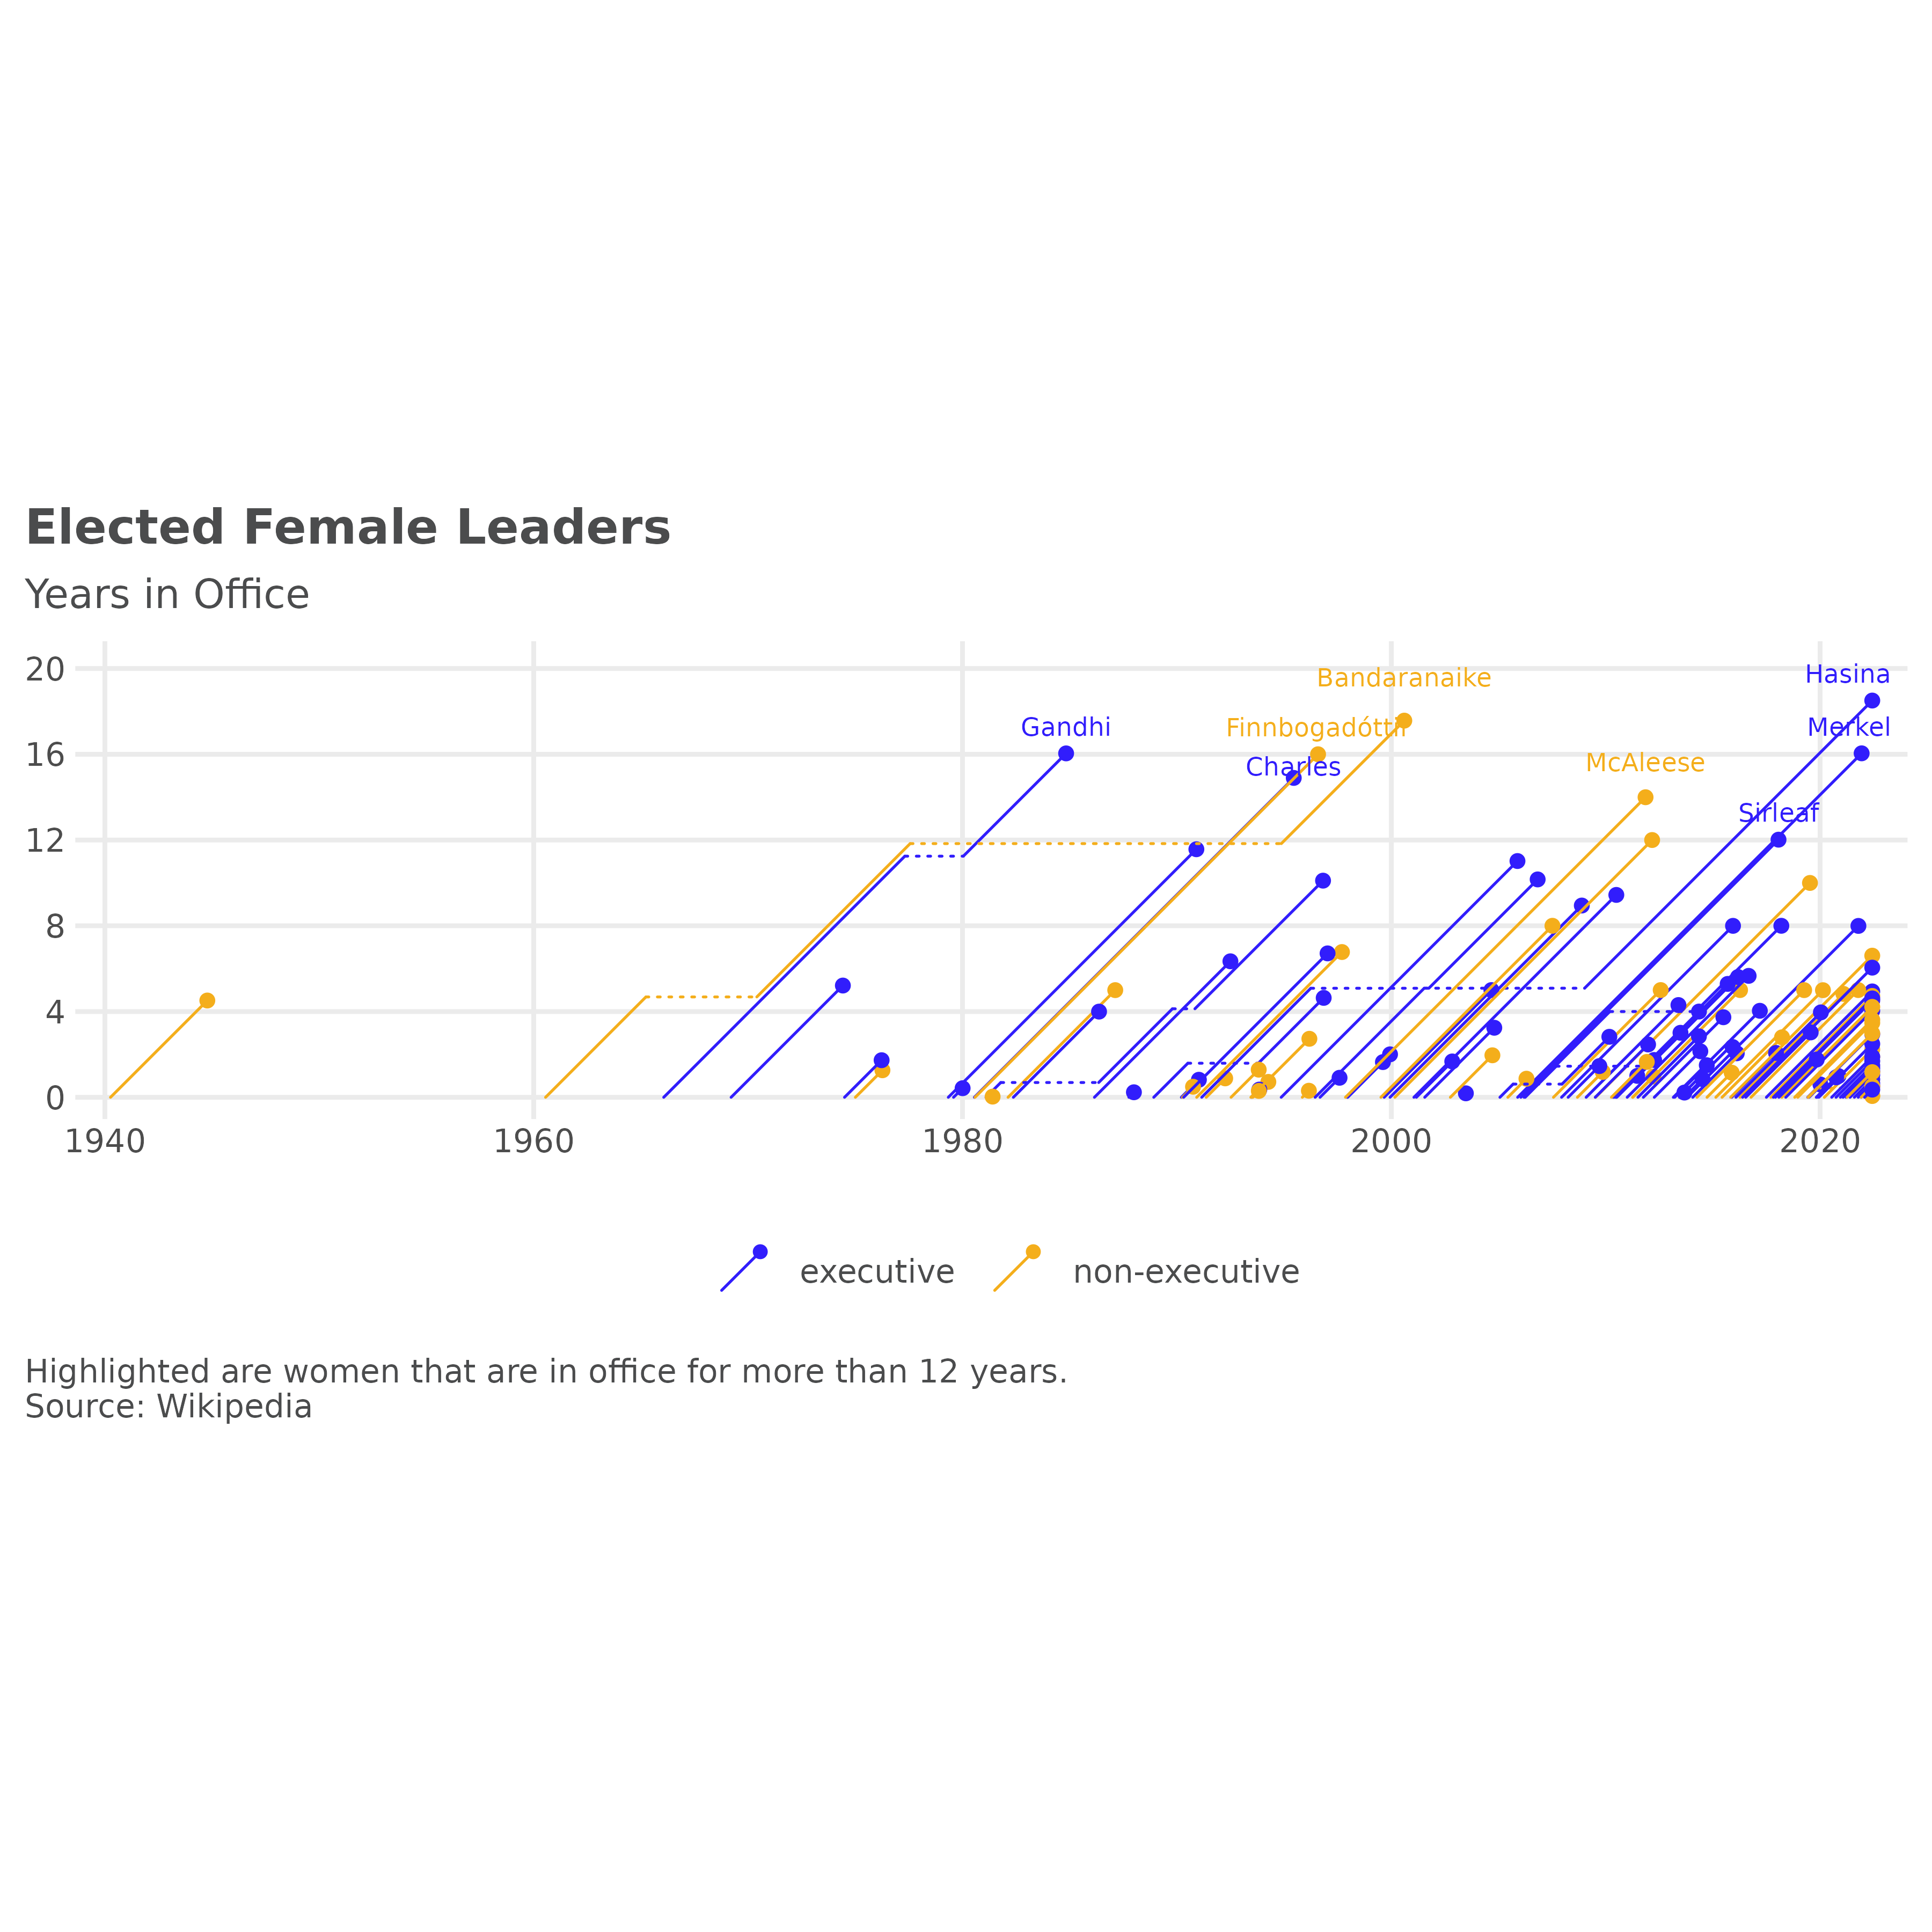 Elected Female Leaders
Years in Office
20
16
12
8
4
0
Bandaranaike
Hasina
Gandhi
Finnbogadóttir
Merkel
Charles
McAleese
Sirleaf
1940 1960 1980 2000 2020
executive non-executive
Highlighted are women that are in office for more than 12 years.
Source: Wikipedia